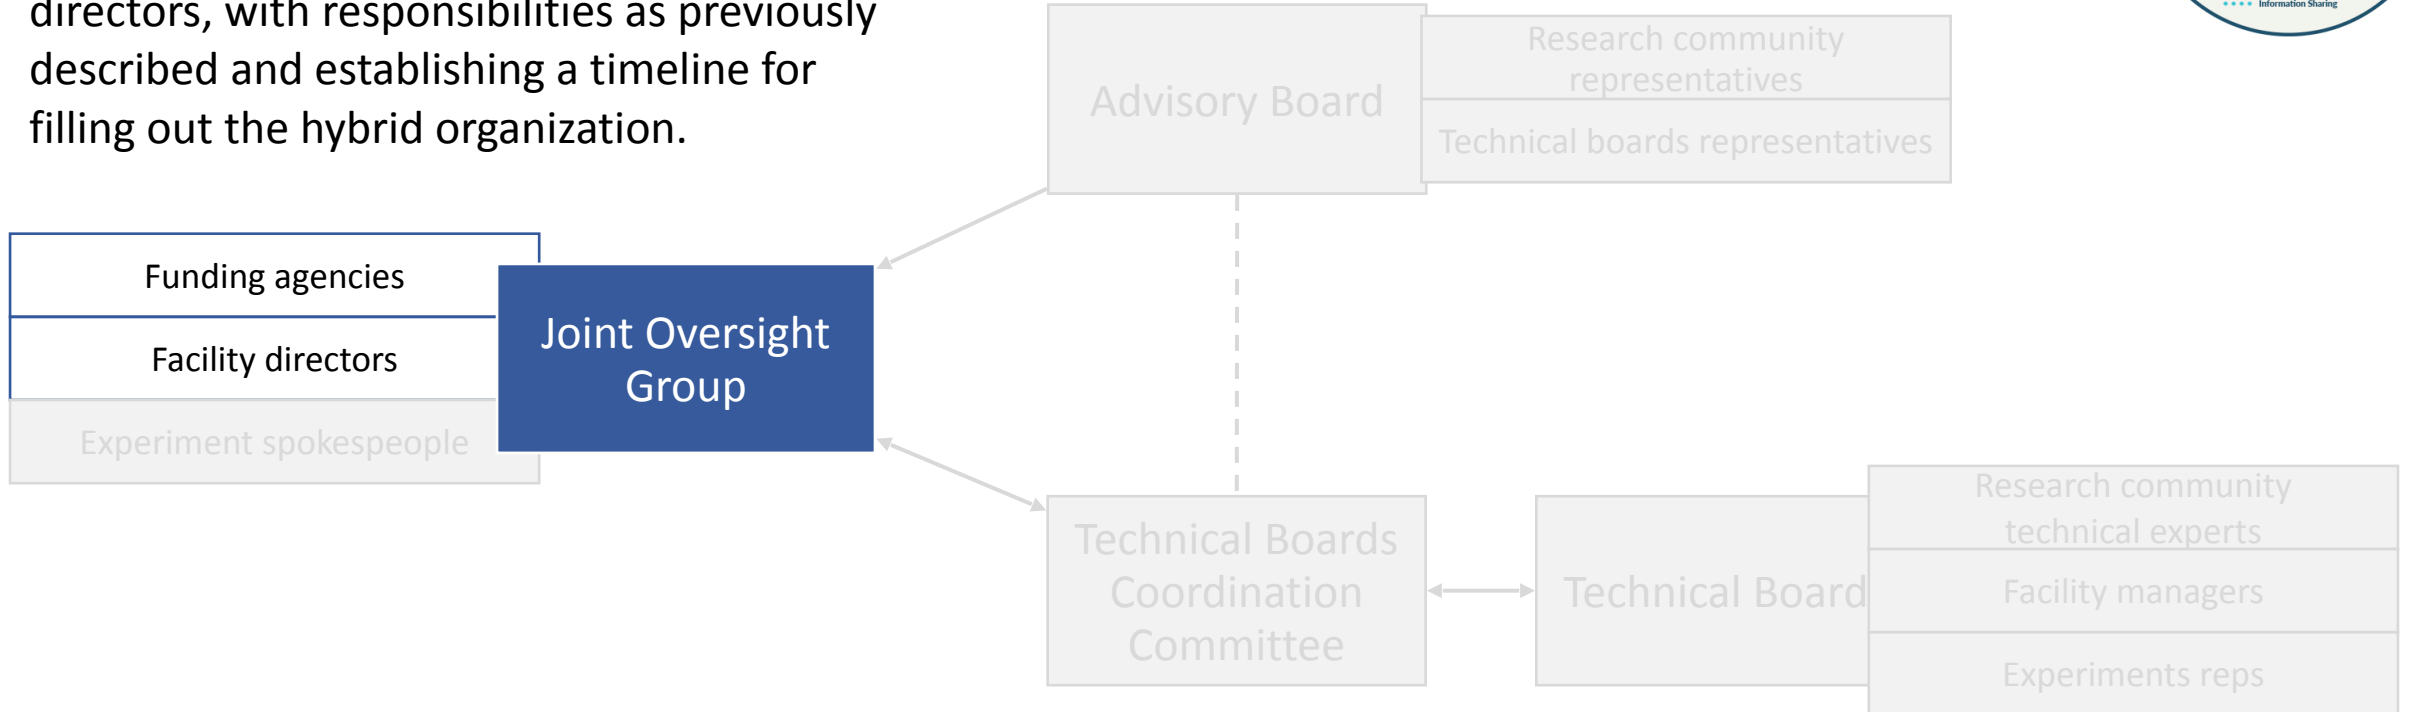 directors, with responsibilities as previously
described and establishing a timeline for
filling out the hybrid organization.
Information Sharing
Advisory Board
Research community
representatives
Technical boards representatives
Funding agencies
Facility directors
Experiment spokespeople
Joint Oversight
Group
Technical Boards
Coordination
Committee
Technical Board
Research community
technical experts
Facility managers
Experiments reps